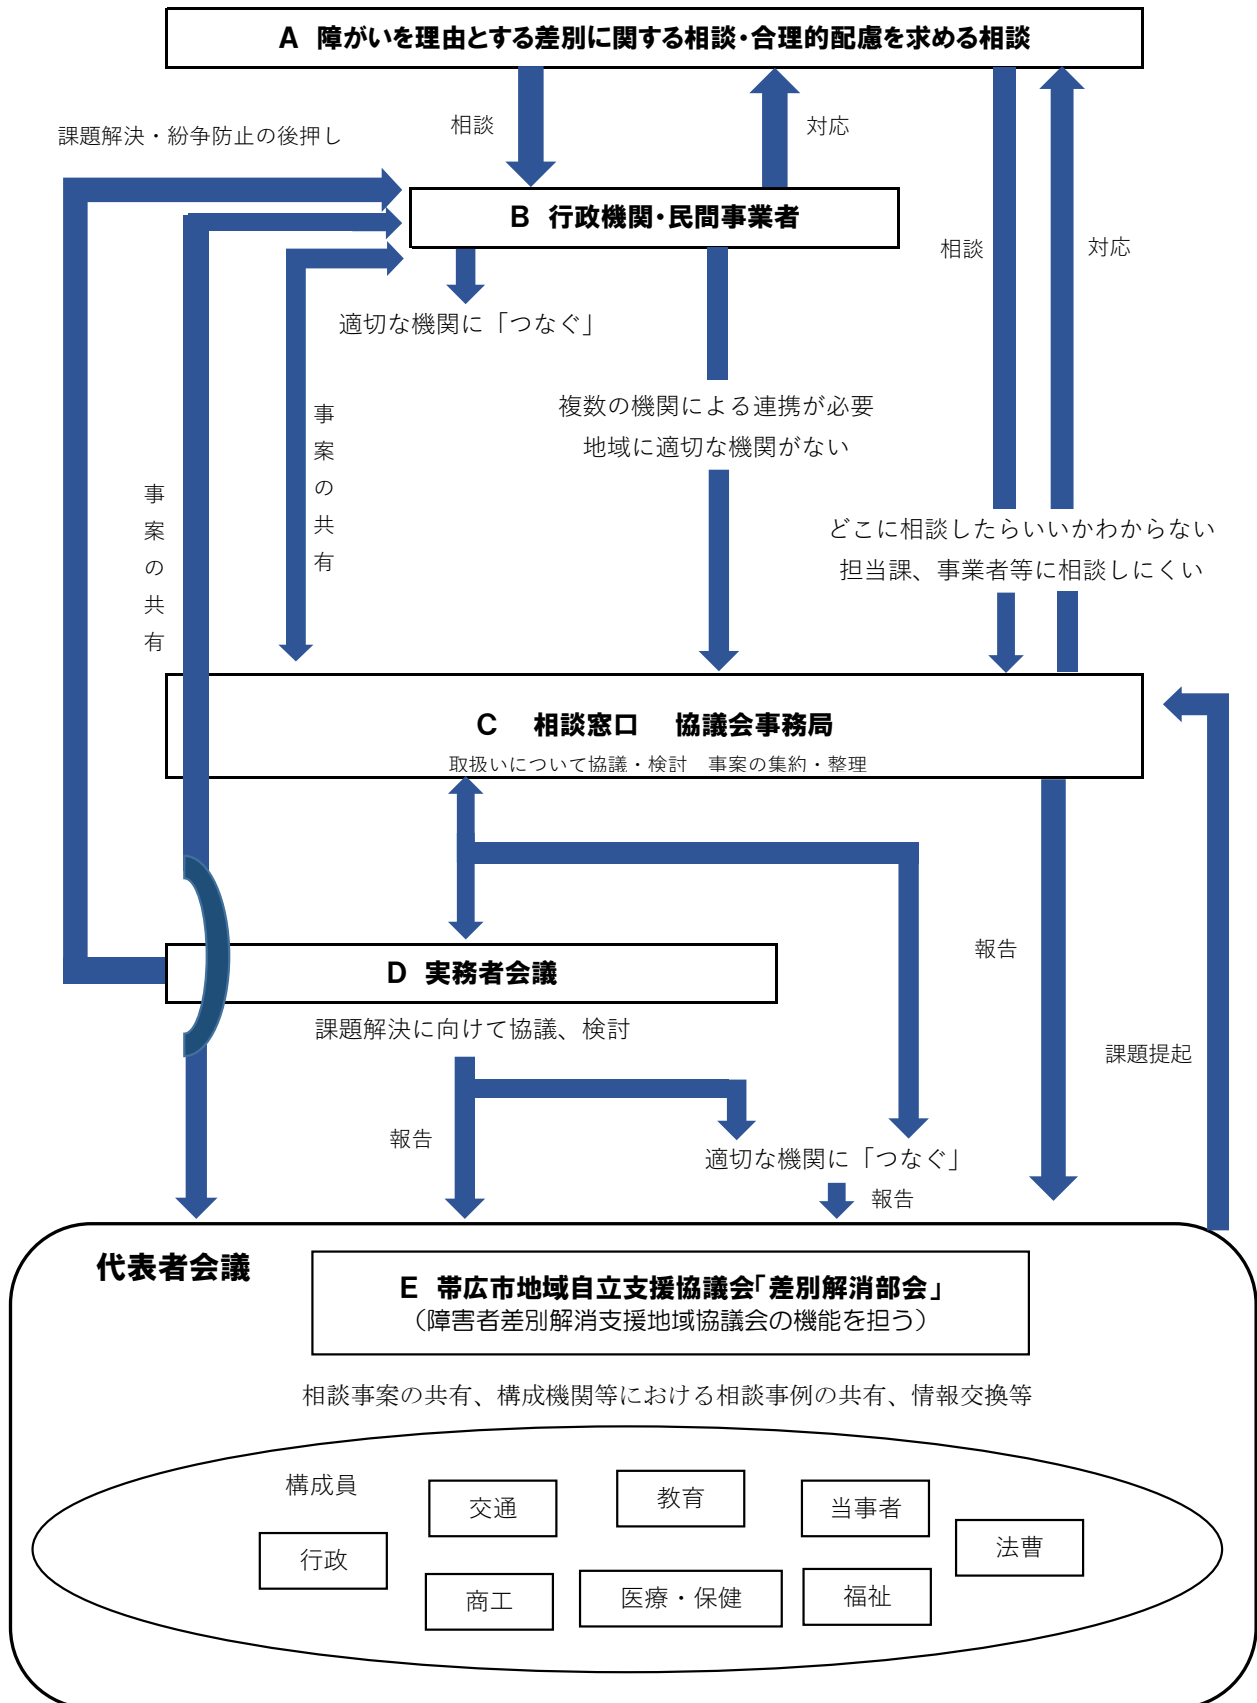 A 障がいを理由とする差別に関する相談・合理的配慮を求める相談
課題解決・紛争防止の後押し
相談
対応
B 行政機関・民間事業者
相談
対応
適切な機関に「つなぐ」
複数の機関による連携が必要
地域に適切な機関がない
事案の共有
事案の共有
どこに相談したらいいかわからない
担当課、事業者等に相談しにくい
C 相談窓口 協議会事務局
取扱いについて協議・検討 事案の集約・整理
報告
D 実務者会議
課題解決に向けて協議、検討
課題提起
報告
適切な機関に「つなぐ」
報告
代表者会議
E 帯広市地域自立支援協議会「差別解消部会」
(障害者差別解消支援地域協議会の機能を担う)
相談事案の共有、構成機関等における相談事例の共有、情報交換等
構成員
交通
教育
当事者
行政
法曹
商工
医療・保健
福祉